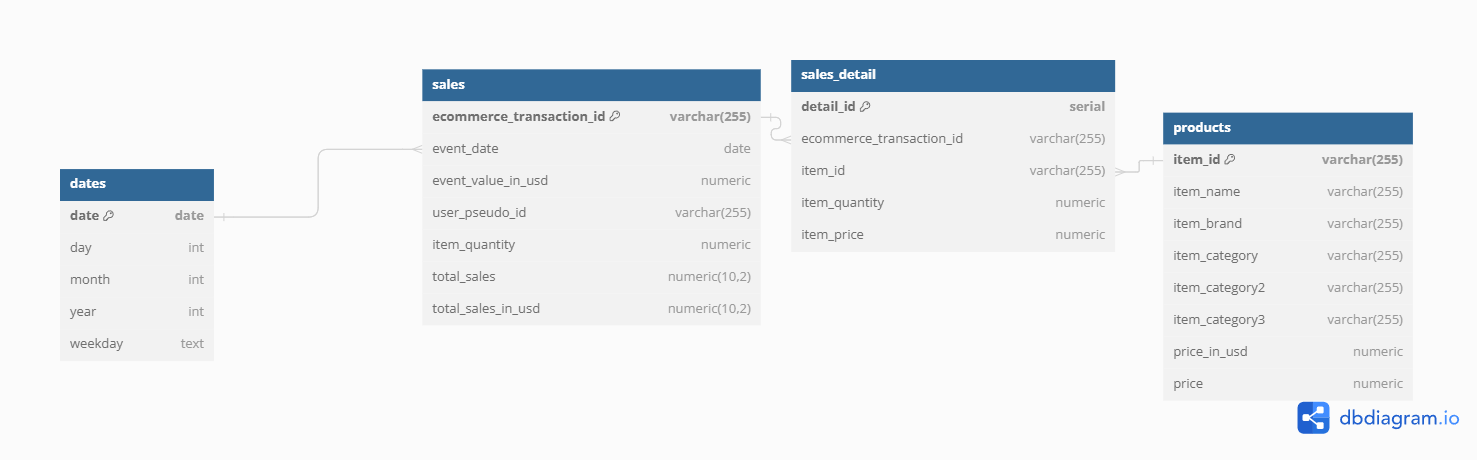 dates
date date
day int
month int
year int
weekday text
sales
ecommerce_transaction_id varchar(255)
event_date date
event_value_in_usd numeric
user_pseudo_id varchar(255)
item_quantity numeric
total_sales numeric(10,2)
total_sales_in_usd numeric(10,2)
sales_detail
detail_id serial
ecommerce_transaction_id varchar(255)
item_id varchar(255)
item_quantity numeric
item_price numeric
products
item_id varchar(255)
item_name varchar(255)
item_brand varchar(255)
item_category varchar(255)
item_category2 varchar(255)
item_category3 varchar(255)
price_in_usd numeric
price numeric
dbdiagram.io